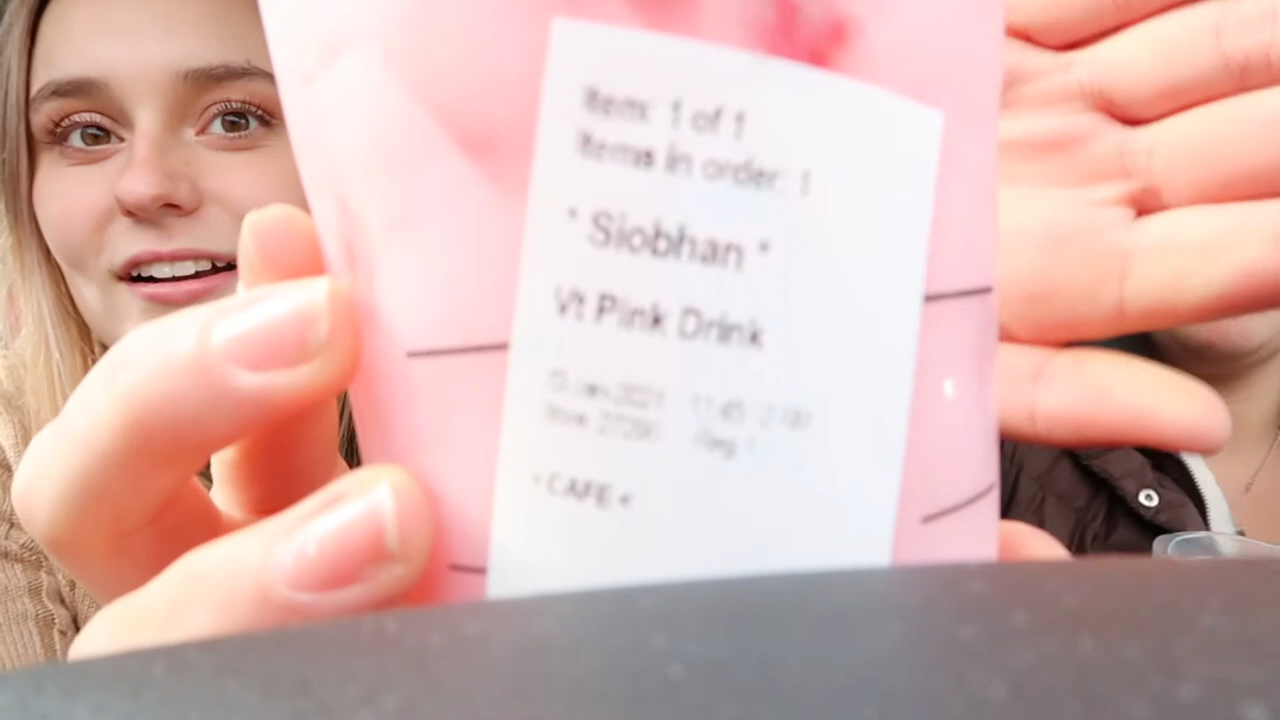 Item: 1 of 1
Items in order: 1
* Siobhan *
Vt Pink Drink
> CAFE <